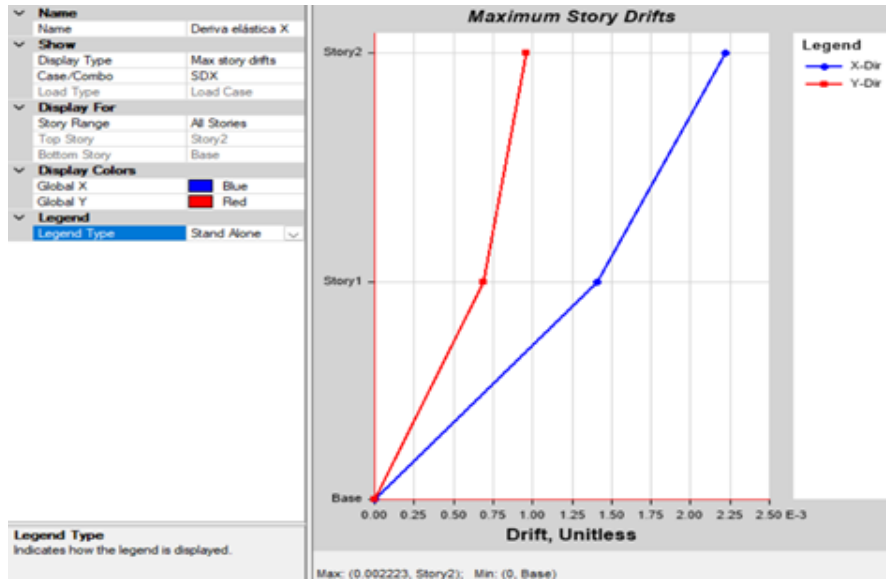 Name
Name Deriva elástica X
Show
Display Type Max story drifts
Case/Combo SDX
Load Type Load Case
Display For
Story Range All Stories
Top Story Story2
Bottom Story Base
Display Colors
Global X Blue
Global Y Red
Legend
Legend Type Stand Alone
Legend Type
Indicates how the legend is displayed.
Maximum Story Drifts
Story2
Story1
Base
0.00 0.25 0.50 0.75 1.00 1.25 1.50 1.75 2.00 2.25 2.50 E-3
Drift, Unitless
Legend
X-Dir
Y-Dir
Max: (0.002223, Story2); Min: (0, Base)